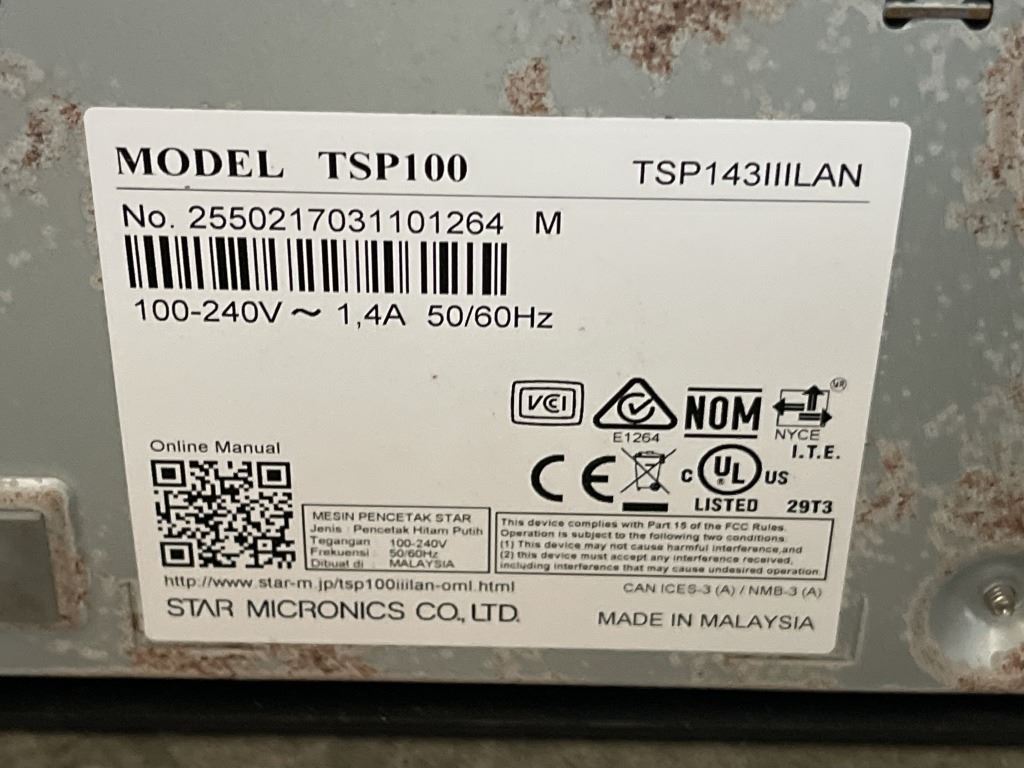 MODEL TSP100 TSP143IIILAN
No. 2550217031101264 M
100-240V ~ 1,4A 50/60Hz
VCI
E1264
NOM
UR
NYCE
I.T.E.
CE
C UL US
LISTED 29T3
Online Manual
MESIN PENCETAK STAR
Jenis : Pencetak Hitam Putih
Tegangan 100-240V
Frekuensi 50/60Hz
Dibuat di MALAYSIA
This device complies with Part 15 of the FCC Rules.
Operation is subject to the following two conditions.
(1) This device may not cause harmful interference,and
(2) this device must accept any interference received,
including interference that may cause undesired operation.
http://www.star-m.jp/tsp100iiilan-oml.html
CAN ICES-3 (A) / NMB-3 (A)
STAR MICRONICS CO., LTD.
MADE IN MALAYSIA